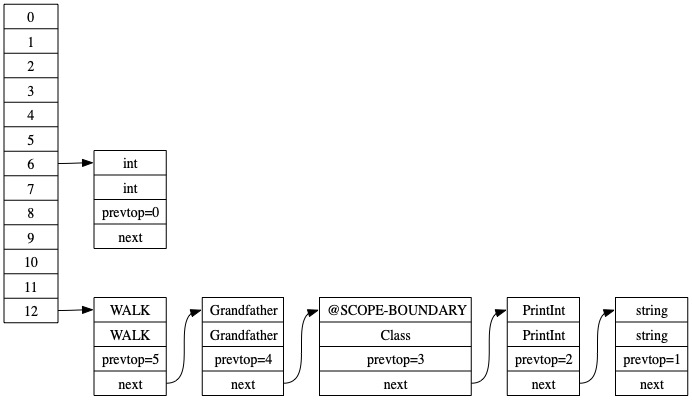 0
1
2
3
4
5
6
7
8
9
10
11
12
int
int
prevtop=0
next
WALK
WALK
prevtop=5
next
Grandfather
Grandfather
prevtop=4
next
@SCOPE-BOUNDARY
Class
prevtop=3
next
PrintInt
PrintInt
prevtop=2
next
string
string
prevtop=1
next